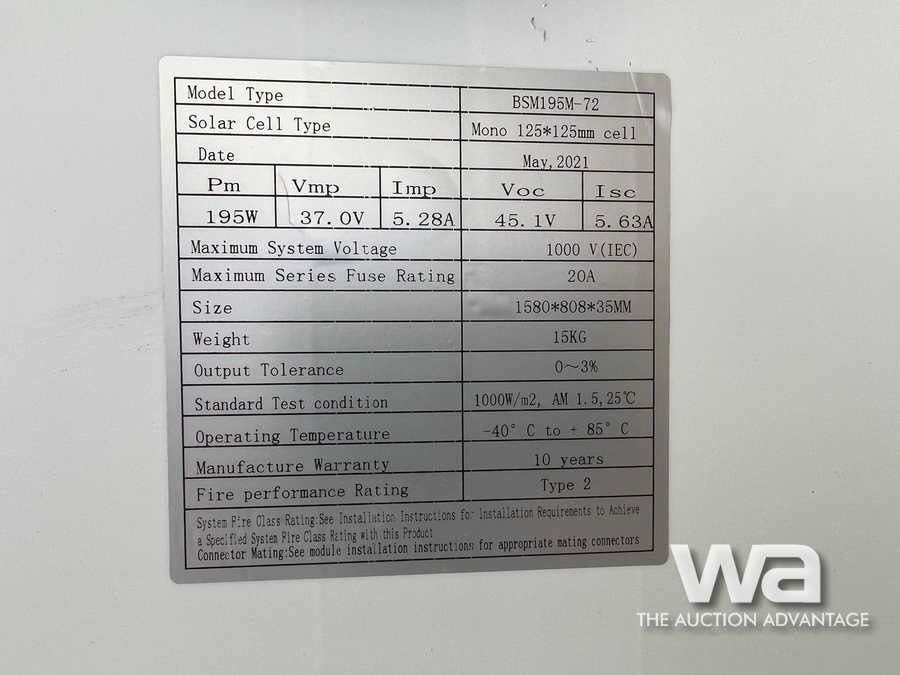 Model Type BSM195M-72
Solar Cell Type Mono 125*125mm cell
Date May,2021
Pm Vmp Imp Voc Isc
195W 37.0V 5.28A 45.1V 5.63A
Maximum System Voltage 1000 V(IEC)
Maximum Series Fuse Rating 20A
Size 1580*808*35MM
Weight 15KG
Output Tolerance 0~3%
Standard Test condition 1000W/m2, AM 1.5,25℃
Operating Temperature -40° C to + 85° C
Manufacture Warranty 10 years
Fire performance Rating Type 2
System Fire Class Rating:See Installation Instructions for Installation Requirements to Achieve
a Specified System Fire Class Rating with this Product
Connector Mating:See module installation instructions for appropriate mating connectors
wa
THE AUCTION ADVANTAGE